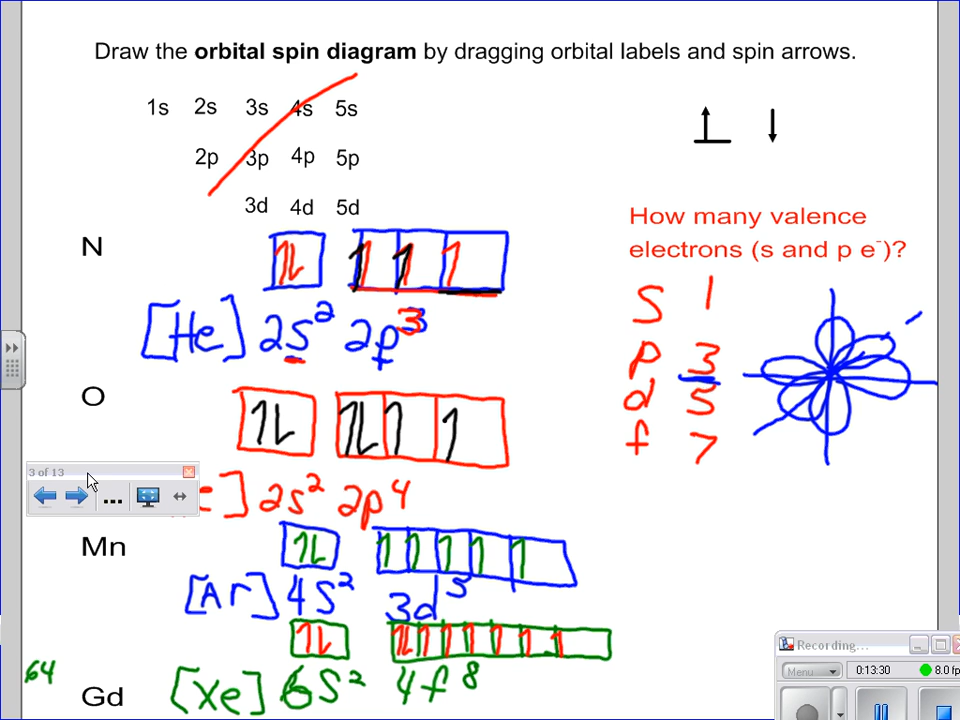 Draw the orbital spin diagram by dragging orbital labels and spin arrows.
1s 2s 3s 4s 5s
2p 3p 4p 5p
3d 4d 5d
How many valence
electrons (s and p e⁻)?
S 1
p 3
d 5
f 7
N
[He] 2s² 2p³
O
e] 2s² 2p⁴
3 of 13
...
Mn
[Ar] 4s² 3d⁵
64
Gd
[Xe] 6s² 4f⁸
Recording...
Menu
0:13:30
8.0 fp